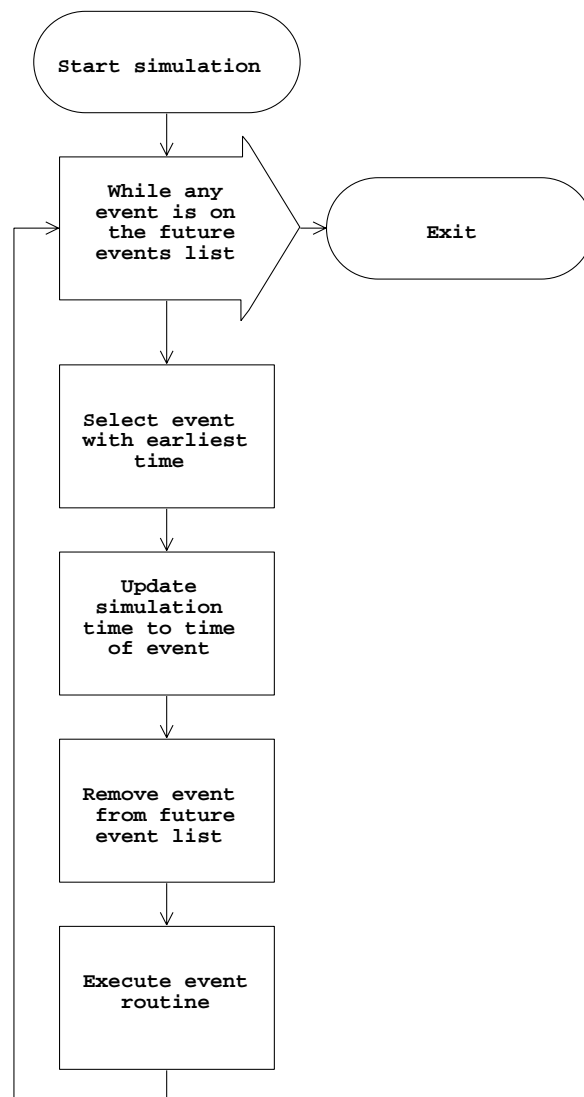 Start simulation
While any
event is on
the future
events list
Exit
Select event
with earliest
time
Update
simulation
time to time
of event
Remove event
from future
event list
Execute event
routine